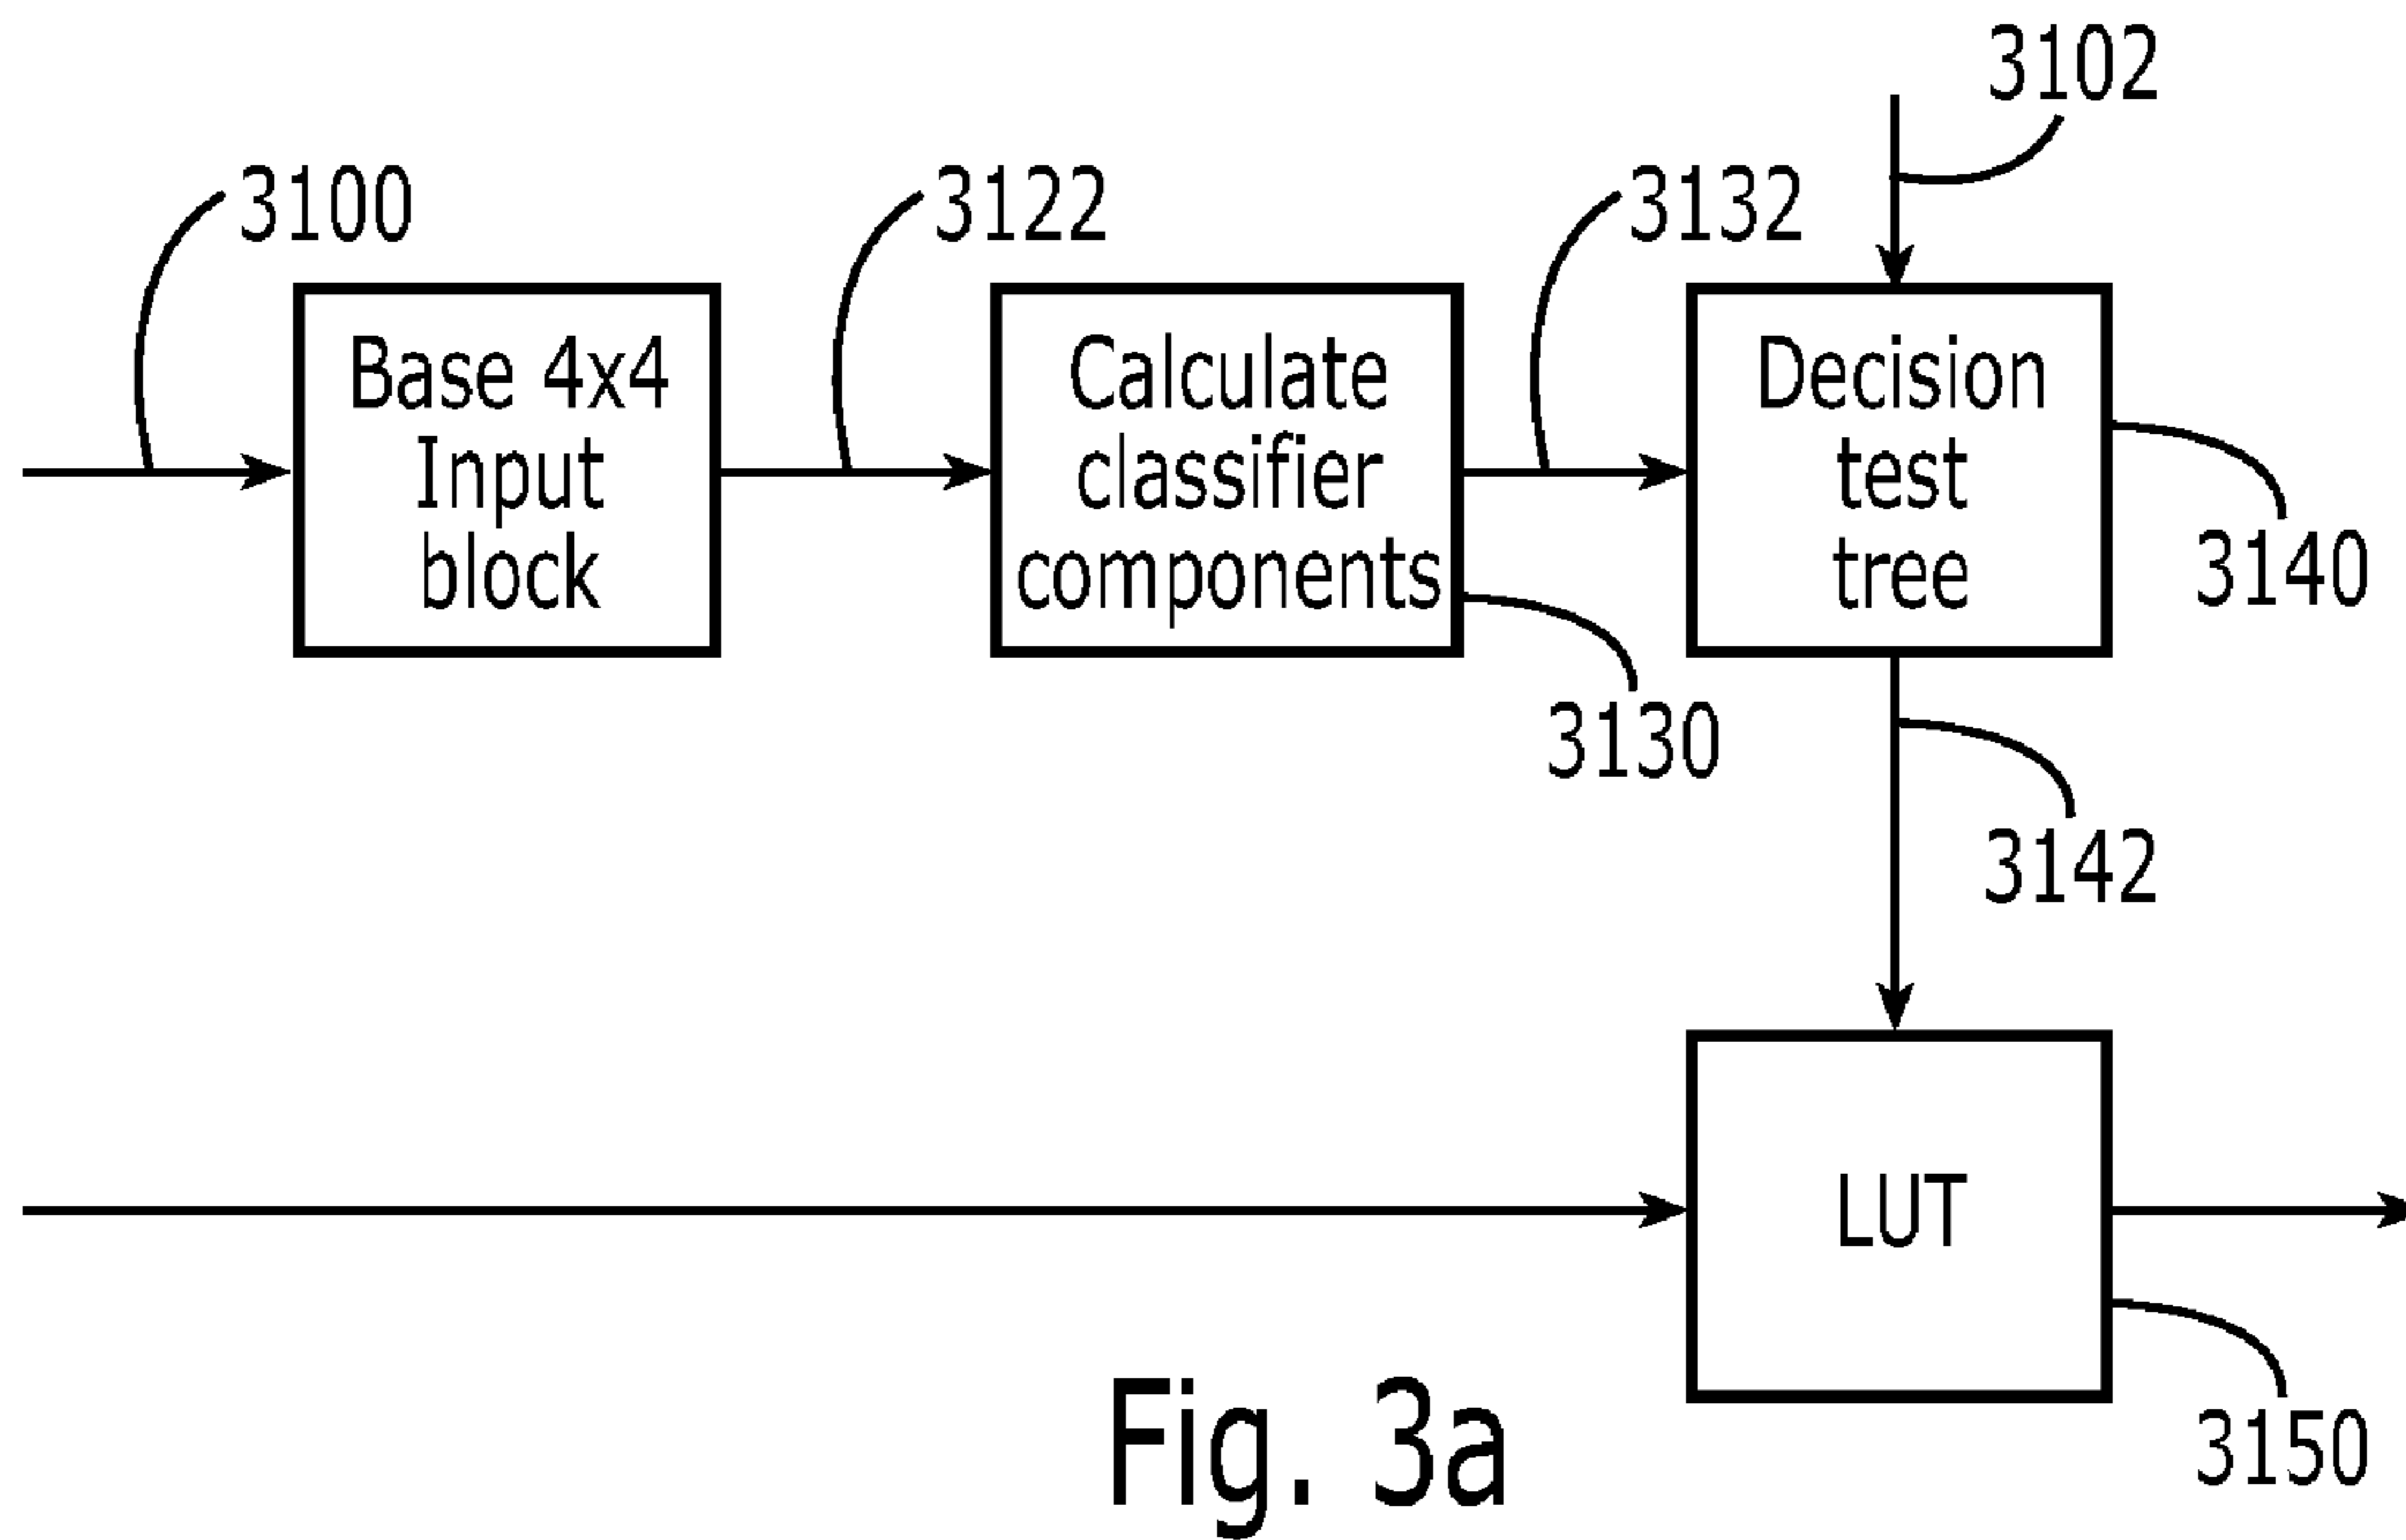 3102
3100
3122
3132
Base 4x4
Input
block
Calculate
classifier
components
Decision
test
tree
3140
3130
3142
LUT
3150
Fig. 3a